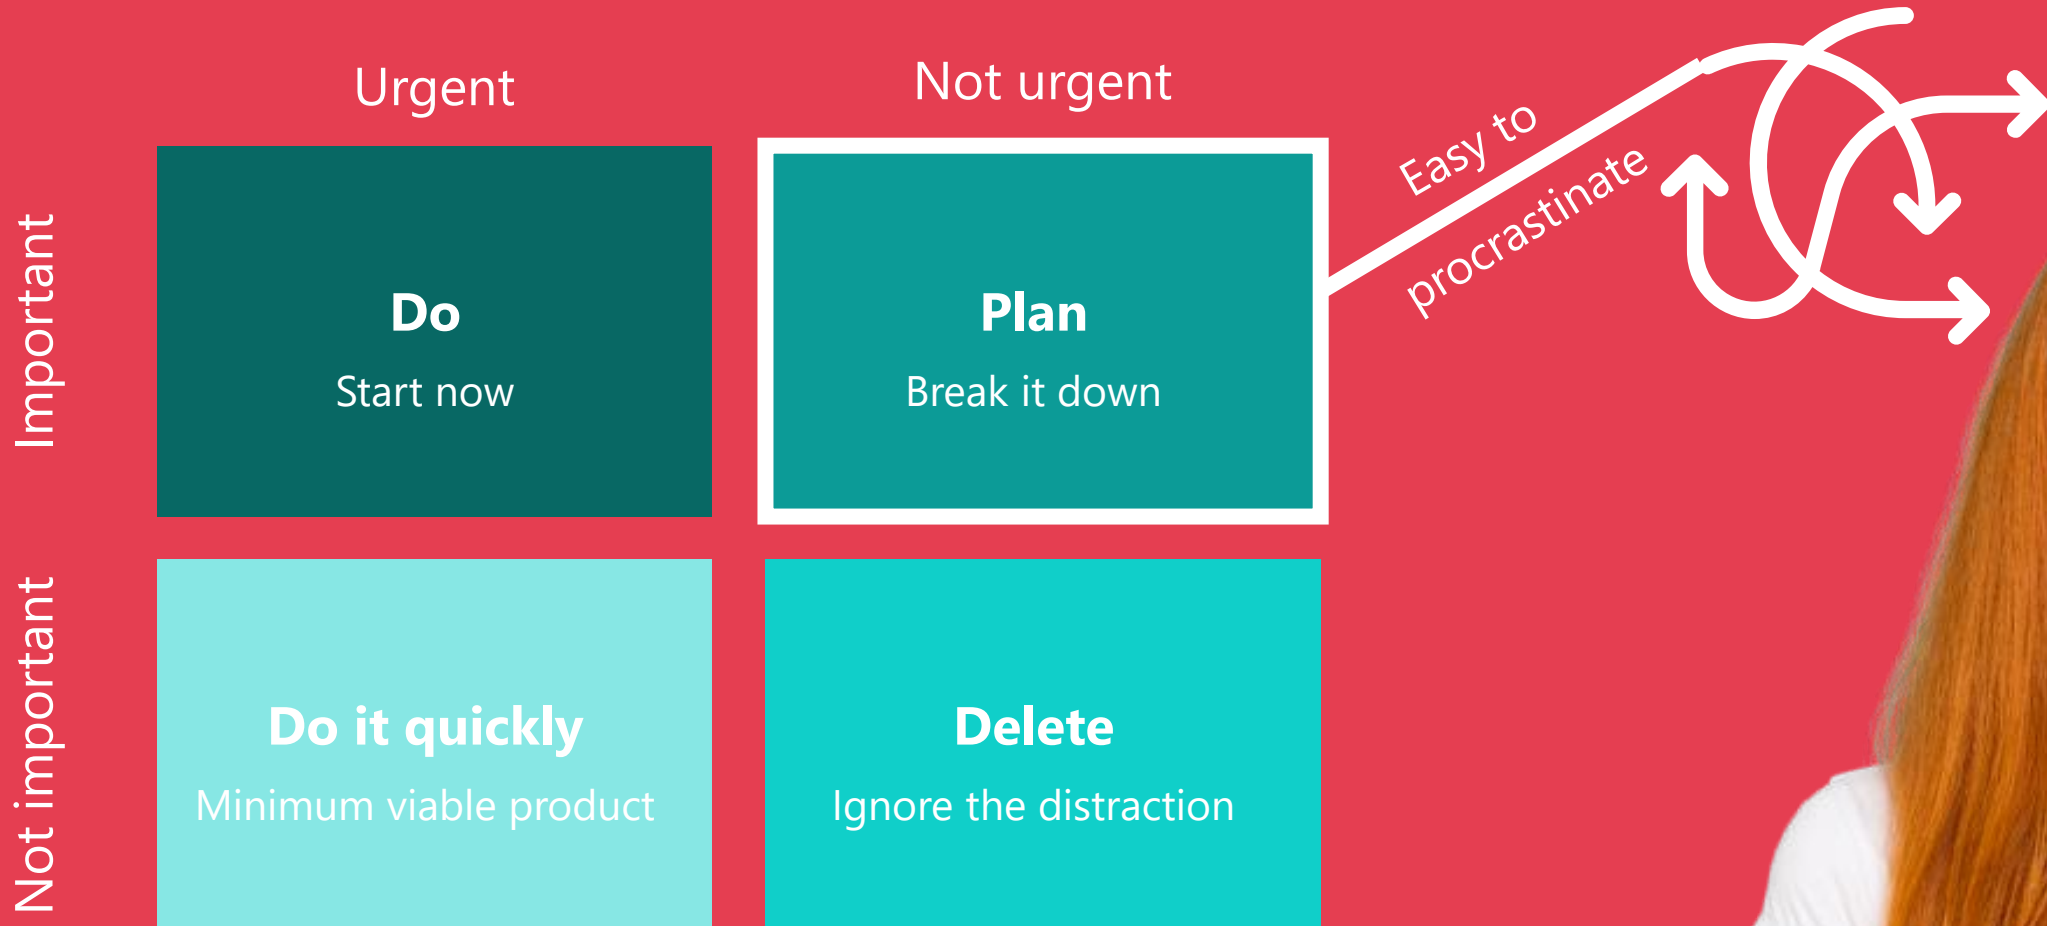 Urgent
Not urgent
Easy to
procrastinate
Important
Do
Start now
Plan
Break it down
Not important
Do it quickly
Minimum viable product
Delete
Ignore the distraction